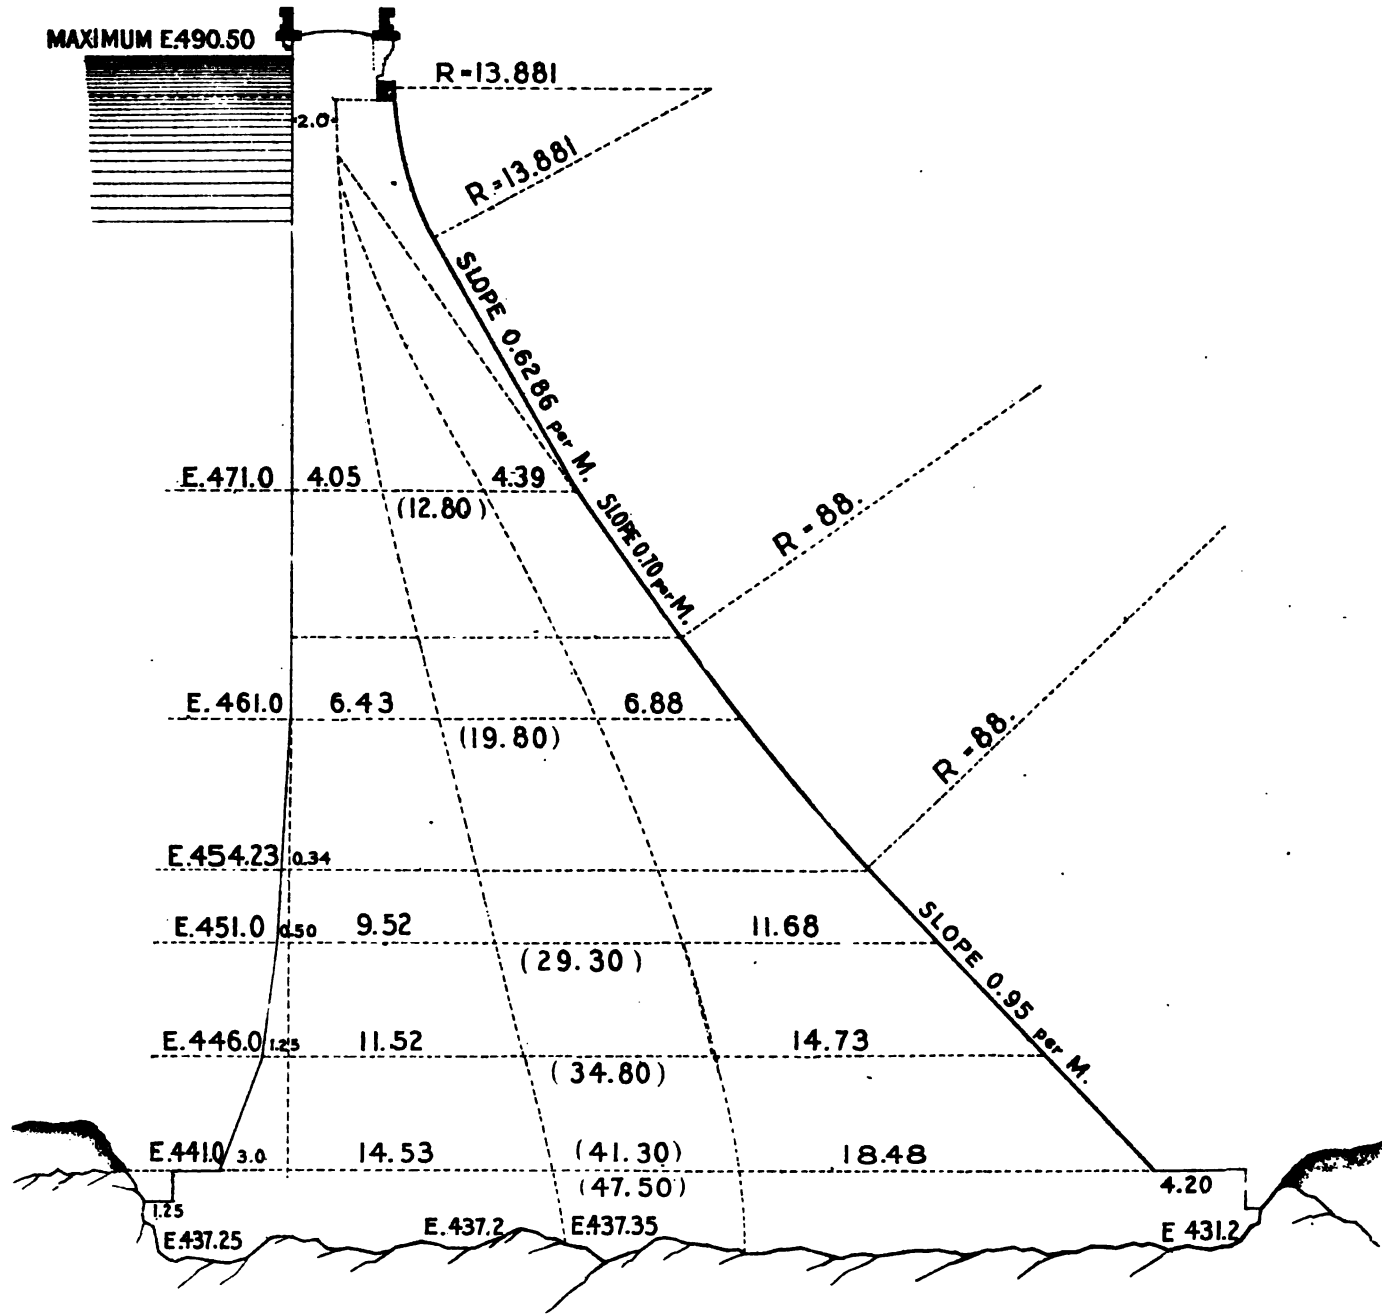 MAXIMUM E.490.50
R=13.881
2.0
R=13.881
SLOPE 0.6286 per M.
E.471.0 4.05 4.39
(12.80)
SLOPE 0.70 per M.
R=88.
E.461.0 6.43 6.88
(19.80)
R=88.
E.454.23 0.34
E.451.0 0.50 9.52 11.68
(29.30)
SLOPE 0.95 per M.
E.446.0 1.25 11.52 14.73
(34.80)
E.441.0 3.0 14.53 (41.30) 18.48
(47.50) 4.20
1.25
E.437.25 E.437.2 E.437.35 E 431.2